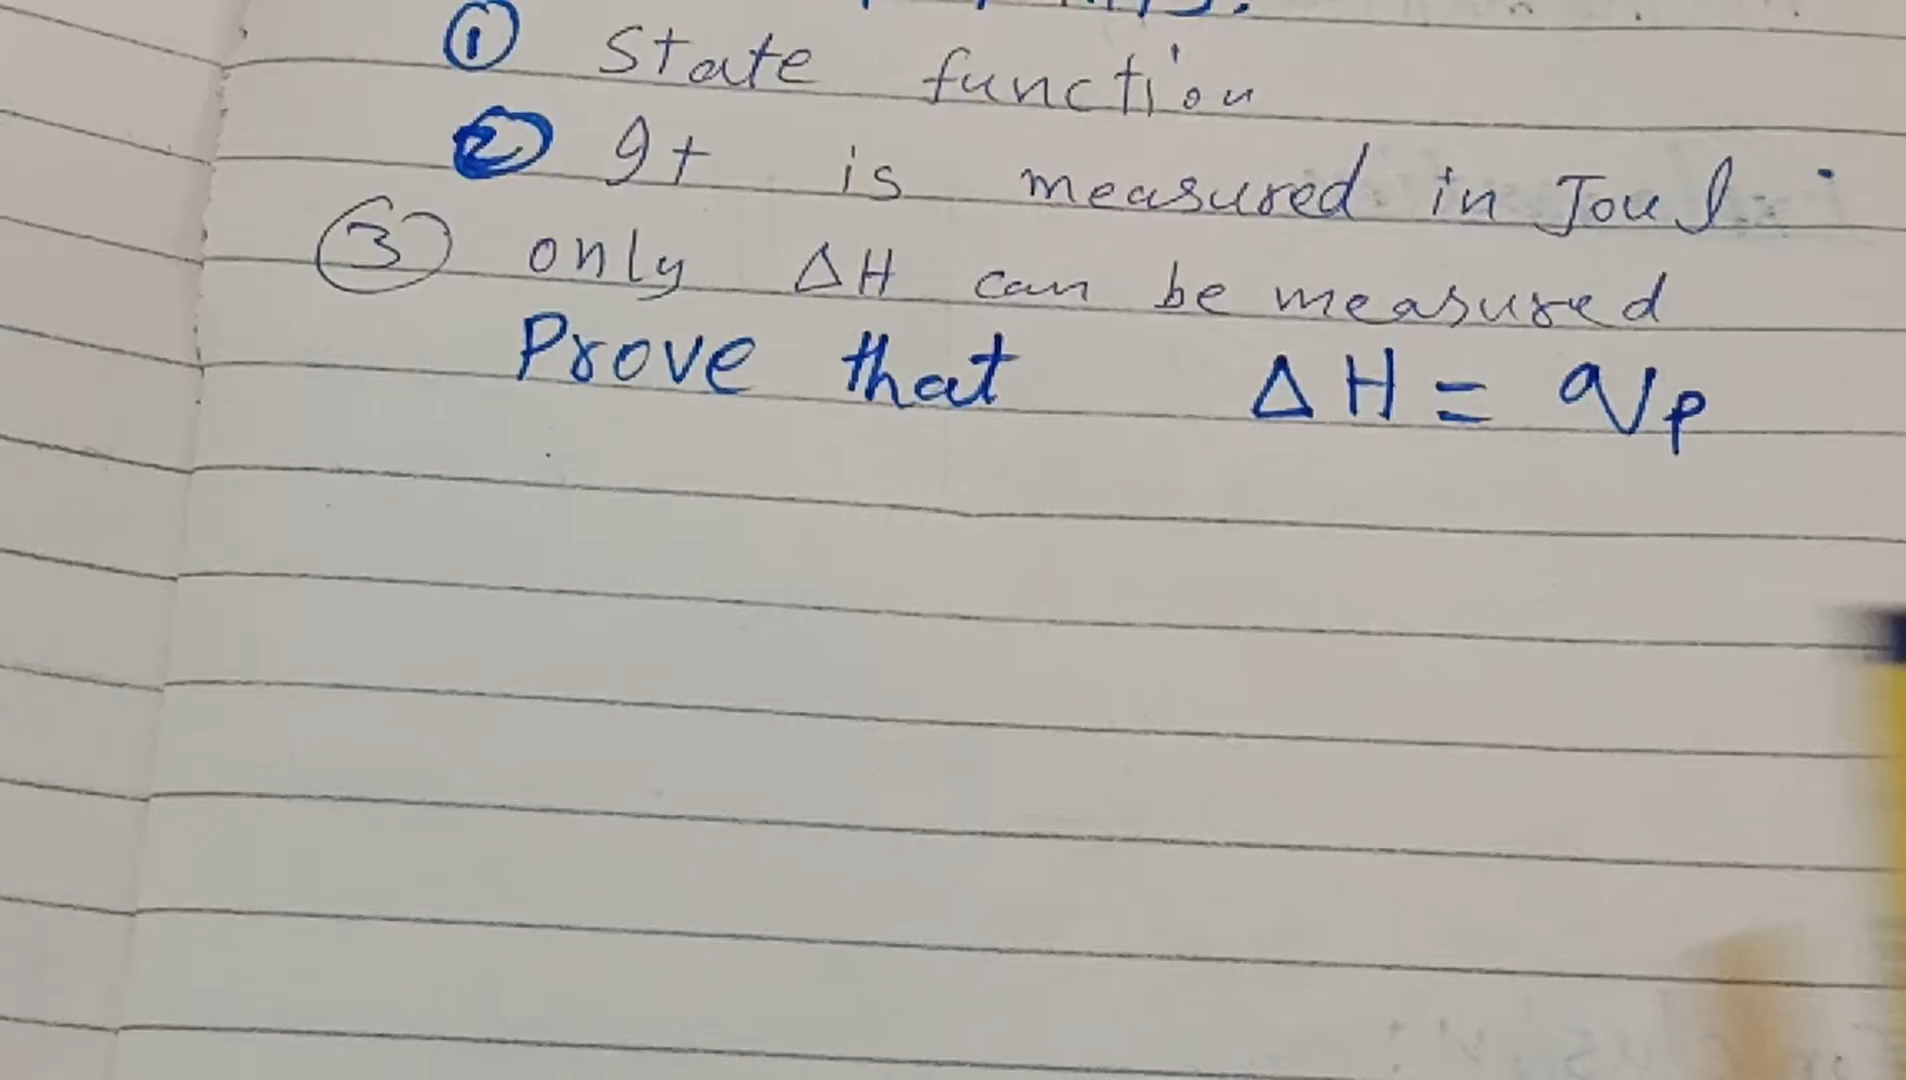 ① State function
② It is measured in Joul.
③ only ΔH can be measured
Prove that ΔH = qp